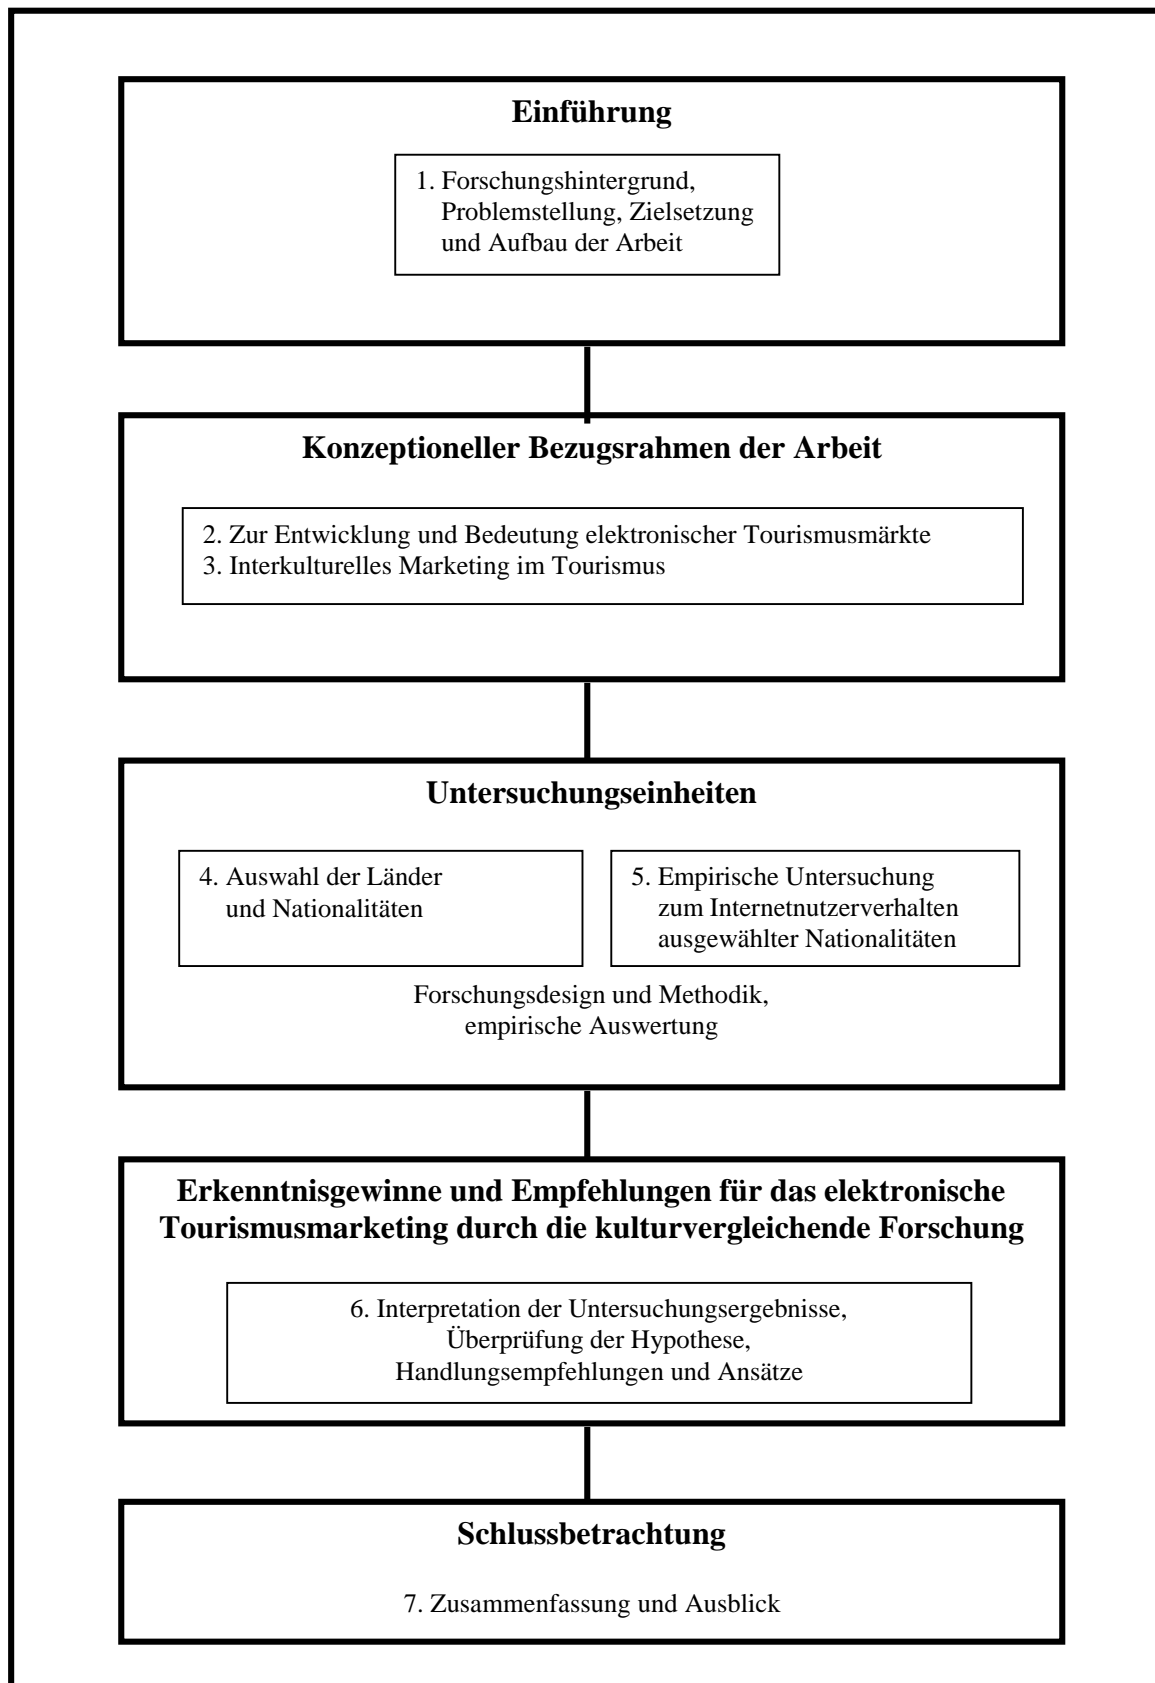 Einführung
1. Forschungshintergrund,
Problemstellung, Zielsetzung
und Aufbau der Arbeit
Konzeptioneller Bezugsrahmen der Arbeit
2. Zur Entwicklung und Bedeutung elektronischer Tourismusmärkte
3. Interkulturelles Marketing im Tourismus
Untersuchungseinheiten
4. Auswahl der Länder
und Nationalitäten
5. Empirische Untersuchung
zum Internetnutzerverhalten
ausgewählter Nationalitäten
Forschungsdesign und Methodik,
empirische Auswertung
Erkenntnisgewinne und Empfehlungen für das elektronische
Tourismusmarketing durch die kulturvergleichende Forschung
6. Interpretation der Untersuchungsergebnisse,
Überprüfung der Hypothese,
Handlungsempfehlungen und Ansätze
Schlussbetrachtung
7. Zusammenfassung und Ausblick